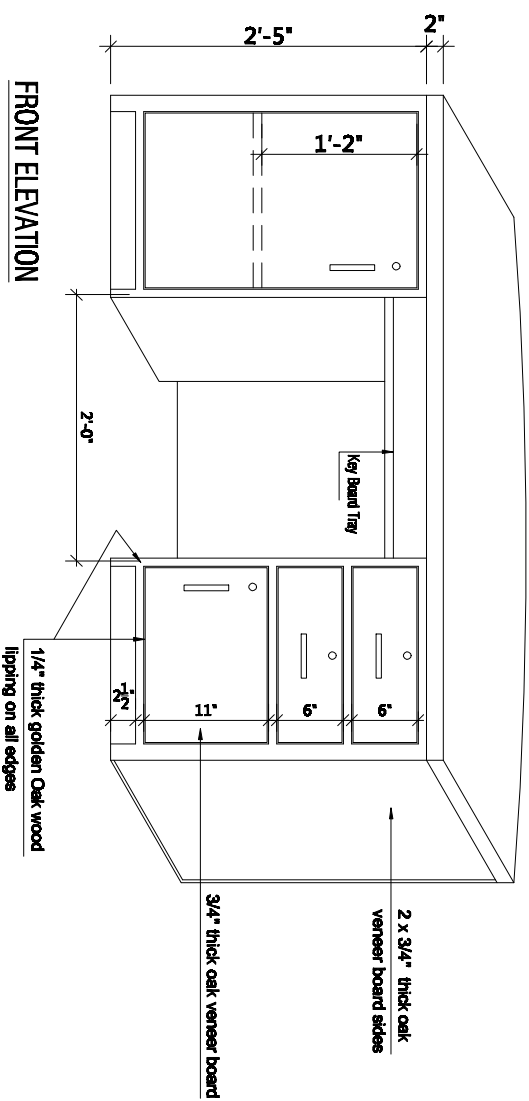 2'-5"
2"
1'-2"
FRONT ELEVATION
2'-0"
Key Board Tray
2 1/2"
11"
6"
6"
1/4" thick golden Oak wood
lipping on all edges
3/4" thick oak veneer board
2 x 3/4" thick oak
veneer board sides